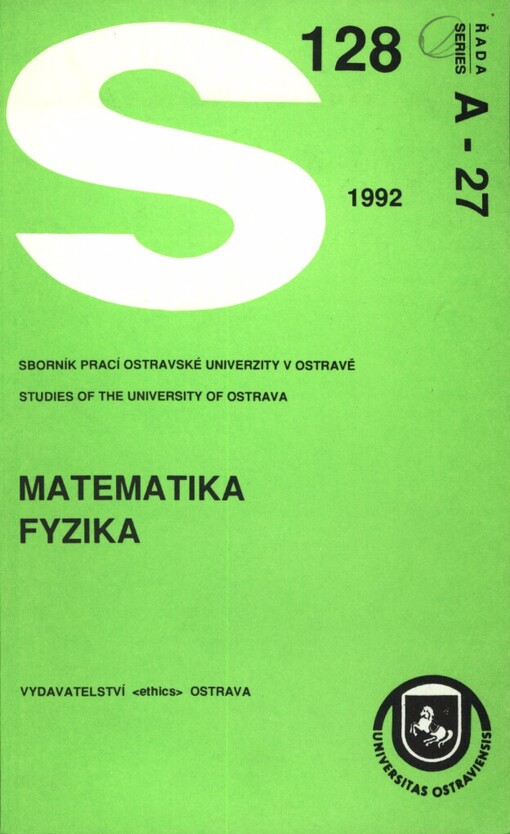 S
128
ŘADA
SERIES
A - 27
1992
SBORNÍK PRACÍ OSTRAVSKÉ UNIVERZITY V OSTRAVĚ
STUDIES OF THE UNIVERSITY OF OSTRAVA
MATEMATIKA
FYZIKA
VYDAVATELSTVÍ <ethics> OSTRAVA
UNIVERSITAS OSTRAVIENSIS